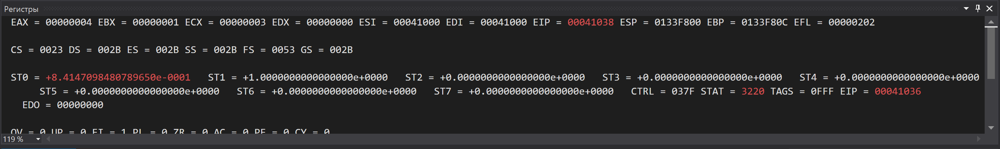 Регистры
EAX = 00000004 EBX = 00000001 ECX = 00000003 EDX = 00000000 ESI = 00041000 EDI = 00041000 EIP = 00041038 ESP = 0133F800 EBP = 0133F80C EFL = 00000202
CS = 0023 DS = 002B ES = 002B SS = 002B FS = 0053 GS = 002B
ST0 = +8.4147098480789650e-0001 ST1 = +1.0000000000000000e+0000 ST2 = +0.0000000000000000e+0000 ST3 = +0.0000000000000000e+0000 ST4 = +0.0000000000000000e+0000
ST5 = +0.0000000000000000e+0000 ST6 = +0.0000000000000000e+0000 ST7 = +0.0000000000000000e+0000 CTRL = 037F STAT = 3220 TAGS = 0FFF EIP = 00041036
EDO = 00000000
OV = 0 UP = 0 EI = 1 PL = 0 ZR = 0 AC = 0 PE = 0 CY = 0
119 %